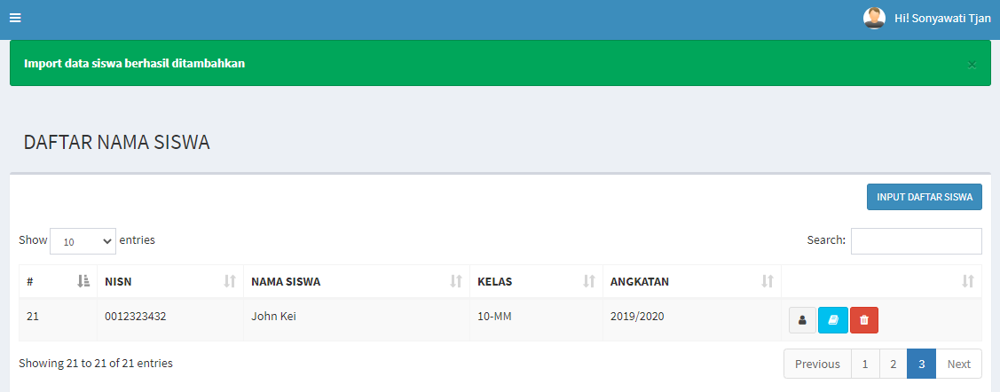 Hi! Sonyawati Tjan
Import data siswa berhasil ditambahkan ×
DAFTAR NAMA SISWA
INPUT DAFTAR SISWA
Show 10 entries Search:
# NISN NAMA SISWA KELAS ANGKATAN
21 0012323432 John Kei 10-MM 2019/2020
Showing 21 to 21 of 21 entries Previous 1 2 3 Next